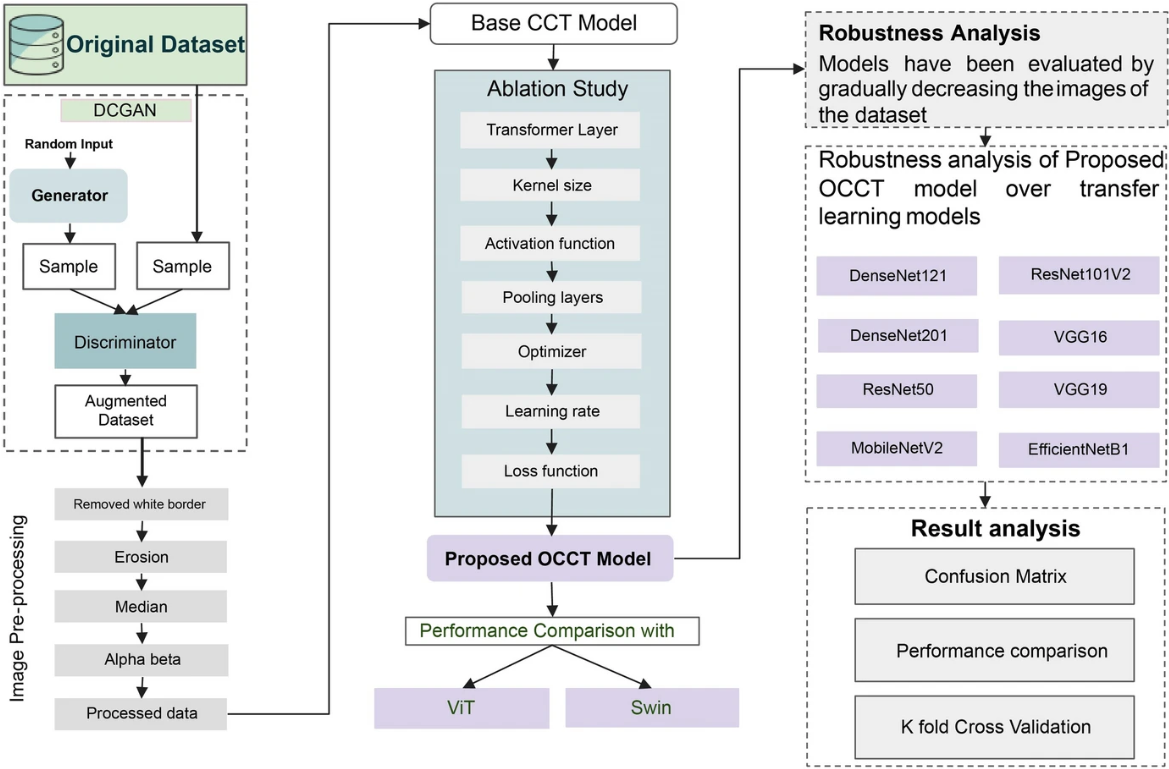 Original Dataset
DCGAN
Random Input
Generator
Sample
Sample
Discriminator
Augmented
Dataset
Image Pre-processing
Removed white border
Erosion
Median
Alpha beta
Processed data
Base CCT Model
Ablation Study
Transformer Layer
Kernel size
Activation function
Pooling layers
Optimizer
Learning rate
Loss function
Proposed OCCT Model
Performance Comparison with
ViT
Swin
Robustness Analysis
Models have been evaluated by
gradually decreasing the images of
the dataset
Robustness analysis of Proposed
OCCT model over transfer
learning models
DenseNet121
ResNet101V2
DenseNet201
VGG16
ResNet50
VGG19
MobileNetV2
EfficientNetB1
Result analysis
Confusion Matrix
Performance comparison
K fold Cross Validation